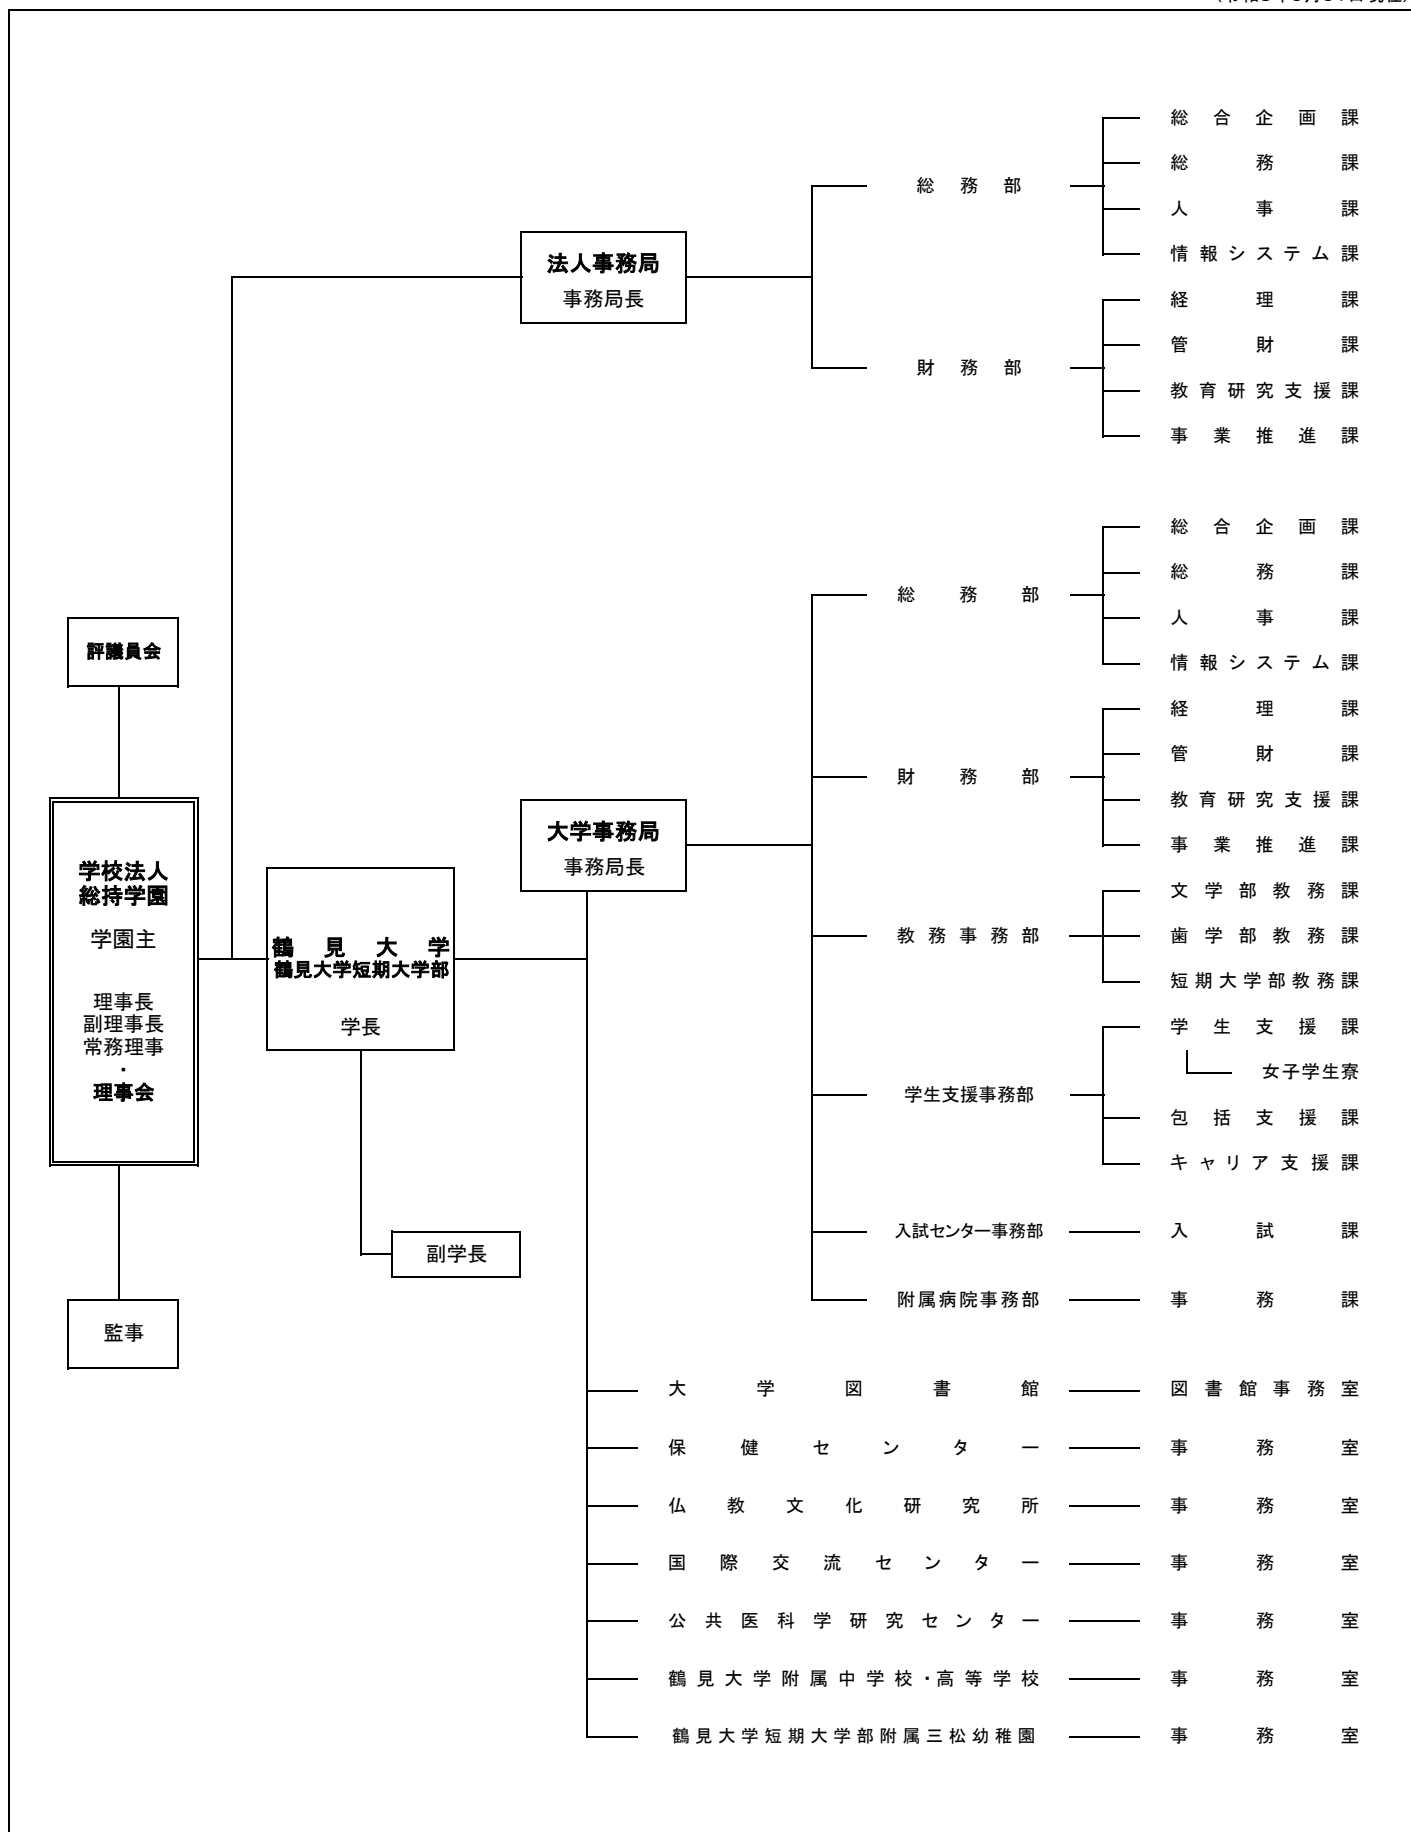 総合企画課
総務課
総務部
人事課
情報システム課
法人事務局
事務局長
経理課
管財課
財務部
教育研究支援課
事業推進課
総合企画課
総務課
総務部
人事課
情報システム課
評議員会
経理課
管財課
財務部
教育研究支援課
事業推進課
大学事務局
事務局長
学校法人
総持学園
学園主
理事長
副理事長
常務理事
・
理事会
鶴見大学
鶴見大学短期大学部
学長
文学部教務課
教務事務部
歯学部教務課
短期大学部教務課
学生支援課
女子学生寮
学生支援事務部
包括支援課
キャリア支援課
副学長
入試センター事務部
入試課
附属病院事務部
事務課
監事
大学図書館
図書館事務室
保健センター
事務室
仏教文化研究所
事務室
国際交流センター
事務室
公共医科学研究センター
事務室
鶴見大学附属中学校・高等学校
事務室
鶴見大学短期大学部附属三松幼稚園
事務室